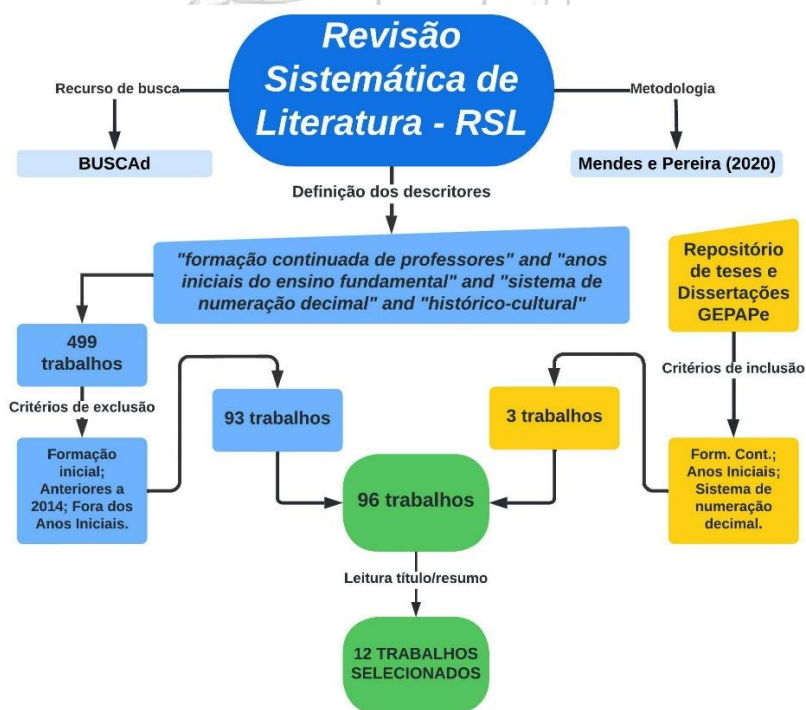 Revisão
Sistemática de
Literatura - RSL
Recurso de busca
Metodologia
BUSCAd
Mendes e Pereira (2020)
Definição dos descritores
"formação continuada de professores" and "anos
iniciais do ensino fundamental" and "sistema de
numeração decimal" and "histórico-cultural"
Repositório
de teses e
Dissertações
GEPAPe
499
trabalhos
Critérios de exclusão
Critérios de inclusão
93 trabalhos
3 trabalhos
Formação
inicial;
Anteriores a
2014; Fora dos
Anos Iniciais.
Form. Cont.;
Anos Iniciais;
Sistema de
numeração
decimal.
96 trabalhos
Leitura título/resumo
12 TRABALHOS
SELECIONADOS